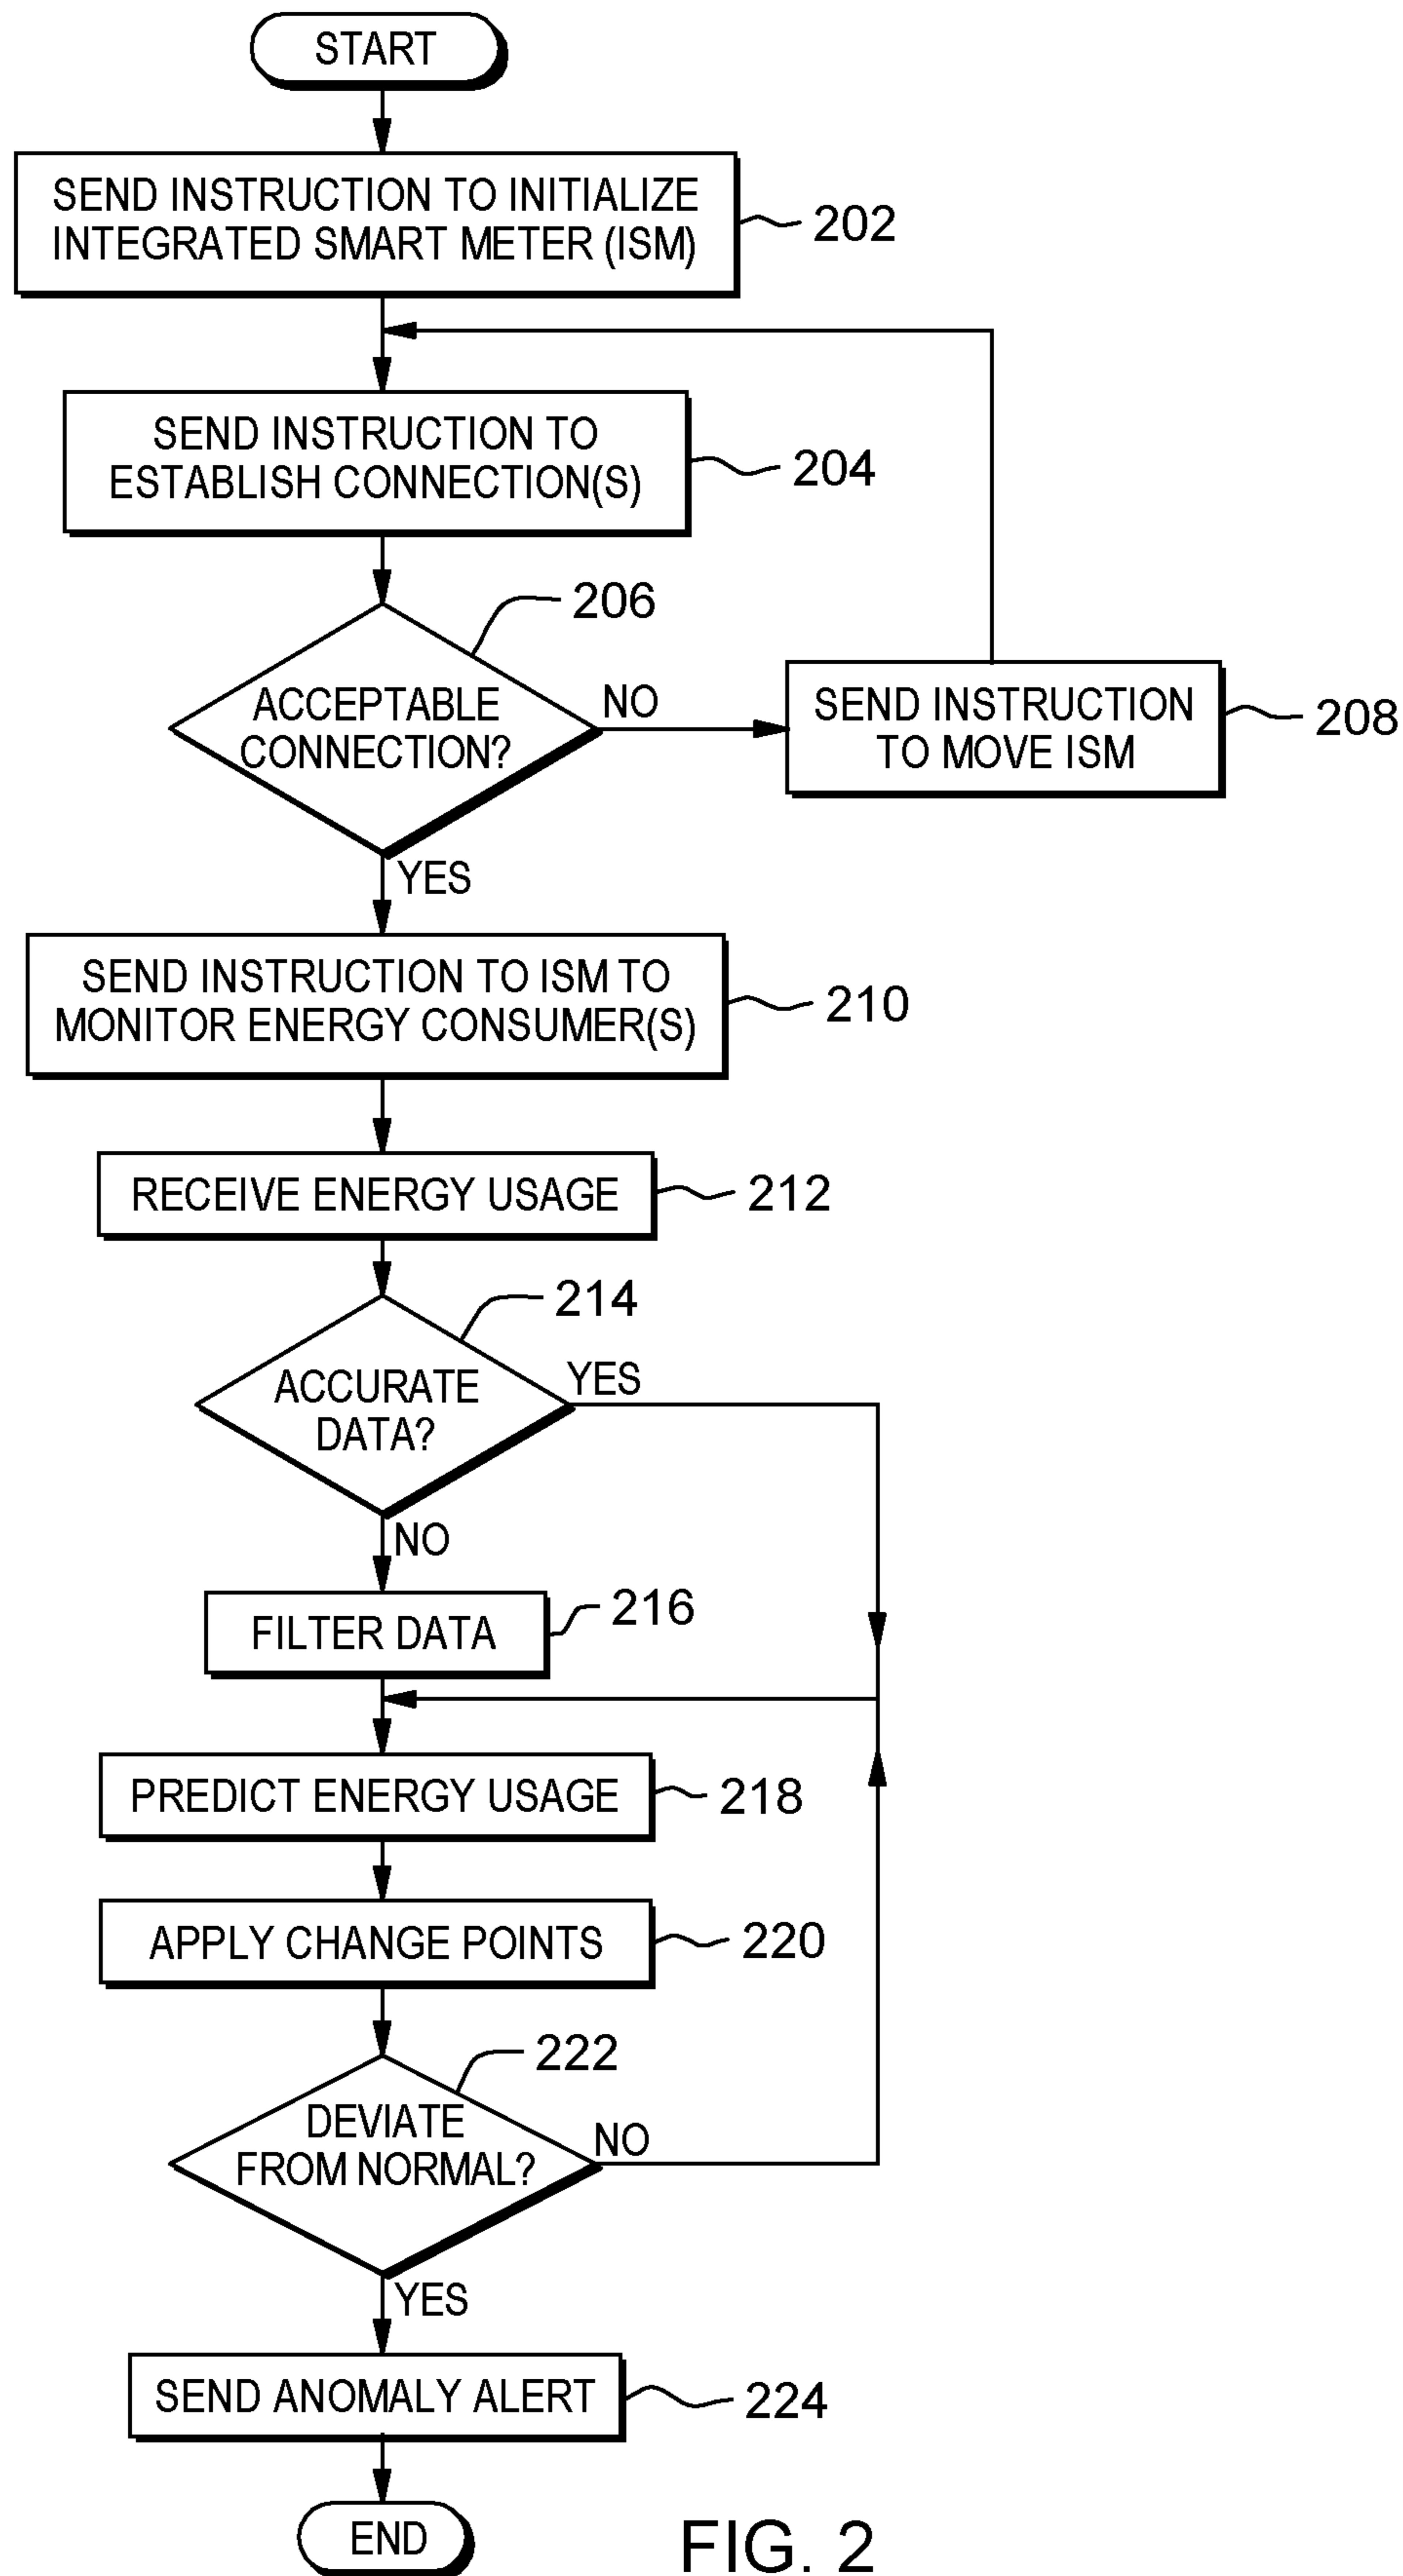 START
SEND INSTRUCTION TO INITIALIZE
INTEGRATED SMART METER (ISM)
202
SEND INSTRUCTION TO
ESTABLISH CONNECTION(S)
204
206
ACCEPTABLE
CONNECTION?
NO
SEND INSTRUCTION
TO MOVE ISM
208
YES
SEND INSTRUCTION TO ISM TO
MONITOR ENERGY CONSUMER(S)
210
RECEIVE ENERGY USAGE
212
214
ACCURATE
DATA?
YES
NO
FILTER DATA
216
PREDICT ENERGY USAGE
218
APPLY CHANGE POINTS
220
222
DEVIATE
FROM NORMAL?
NO
YES
SEND ANOMALY ALERT
224
END
FIG. 2